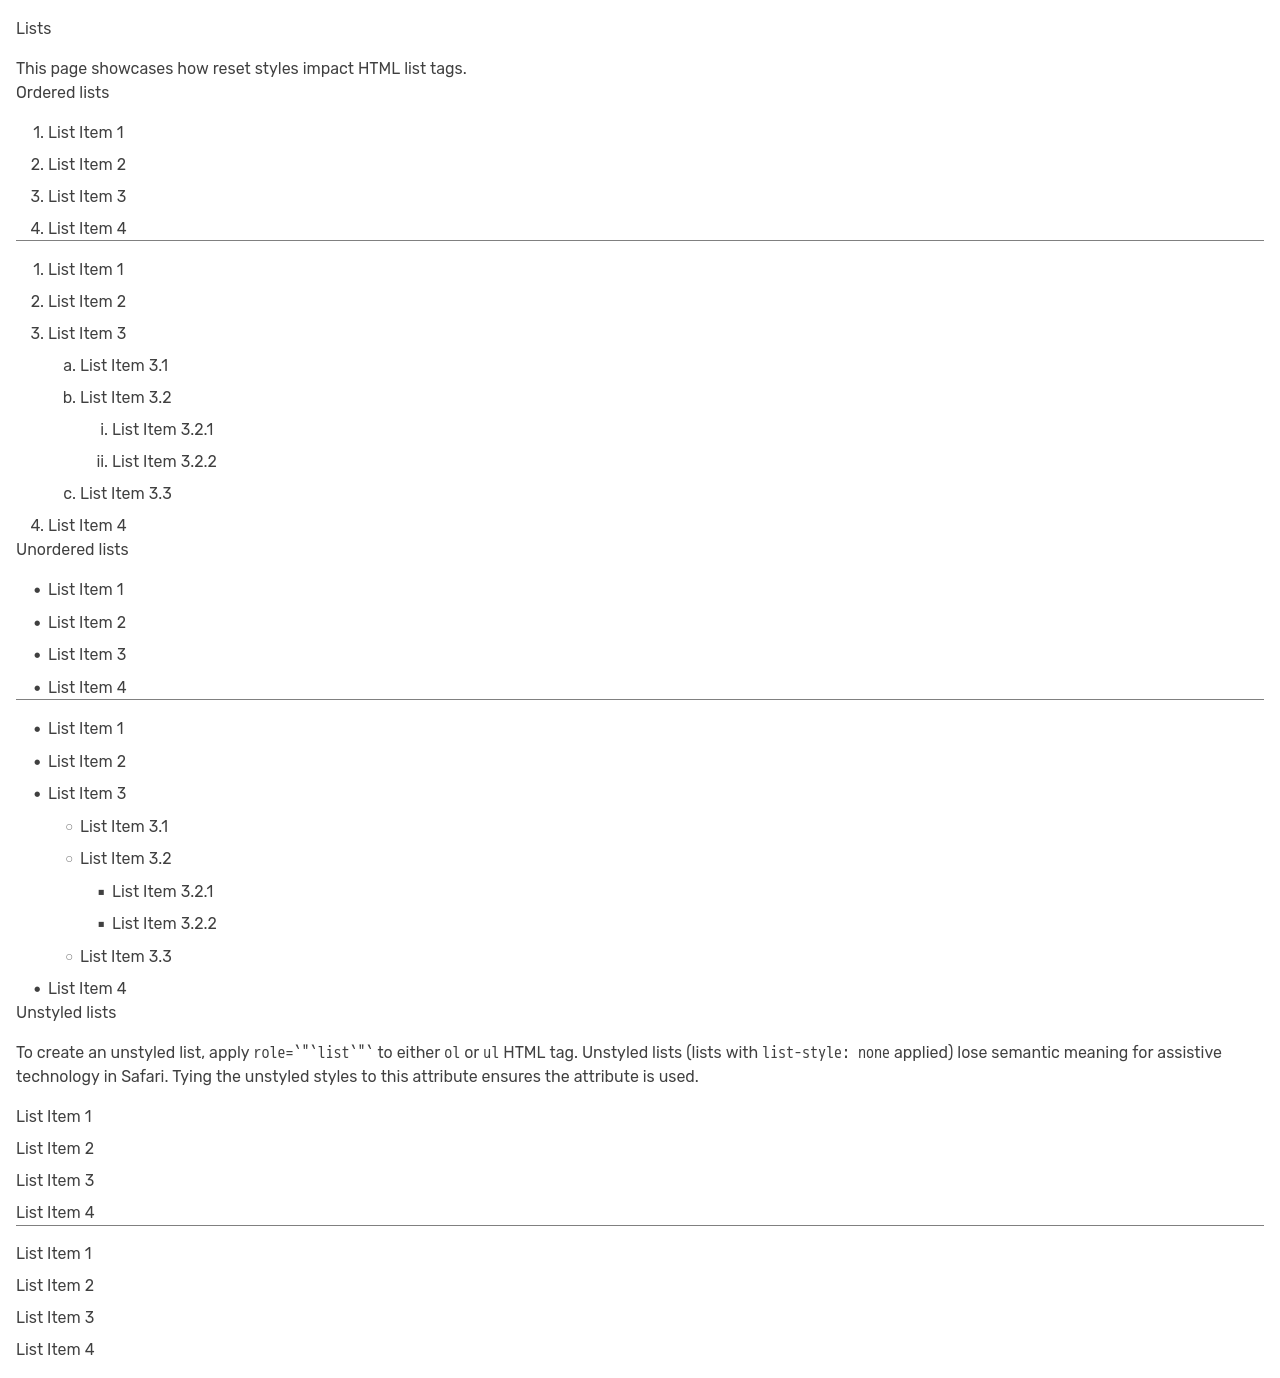 Lists
This page showcases how reset styles impact HTML list tags.
Ordered lists
1. List Item 1
2. List Item 2
3. List Item 3
4. List Item 4
1. List Item 1
2. List Item 2
3. List Item 3
a. List Item 3.1
b. List Item 3.2
i. List Item 3.2.1
ii. List Item 3.2.2
c. List Item 3.3
4. List Item 4
Unordered lists
• List Item 1
• List Item 2
• List Item 3
• List Item 4
• List Item 1
• List Item 2
• List Item 3
○ List Item 3.1
○ List Item 3.2
▪ List Item 3.2.1
▪ List Item 3.2.2
○ List Item 3.3
• List Item 4
Unstyled lists
To create an unstyled list, apply role=`"`list`"` to either ol or ul HTML tag. Unstyled lists (lists with list-style: none applied) lose semantic meaning for assistive
technology in Safari. Tying the unstyled styles to this attribute ensures the attribute is used.
List Item 1
List Item 2
List Item 3
List Item 4
List Item 1
List Item 2
List Item 3
List Item 4